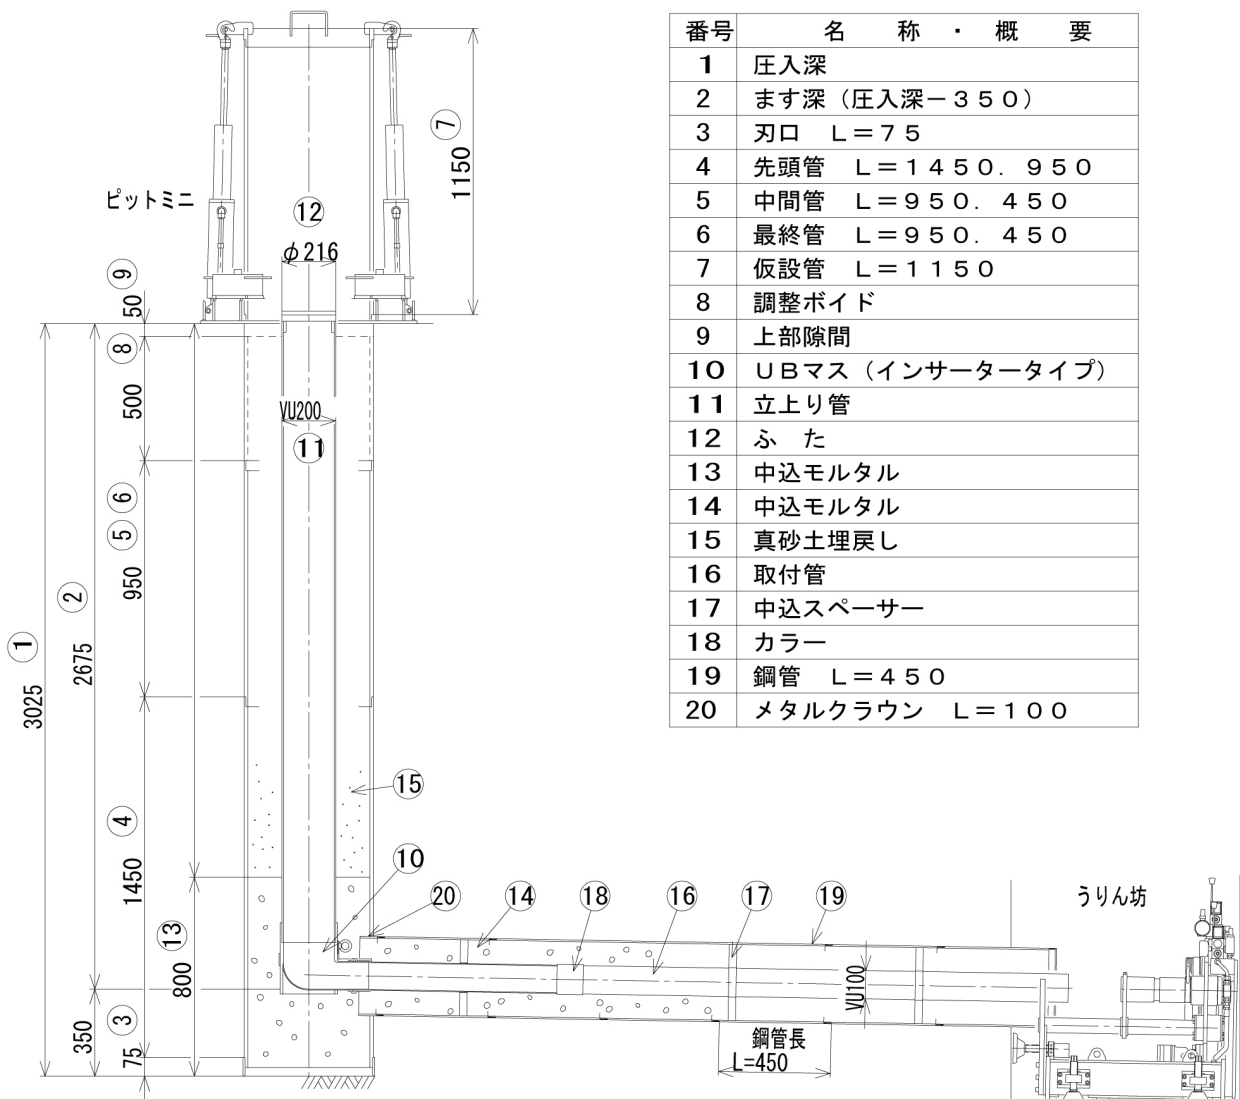 番号 名 称 ・ 概 要
1 圧入深
2 ます深（圧入深－３５０）
3 刃口 Ｌ＝７５
4 先頭管 Ｌ＝１４５０．９５０
5 中間管 Ｌ＝９５０．４５０
6 最終管 Ｌ＝９５０．４５０
7 仮設管 Ｌ＝１１５０
8 調整ボイド
9 上部隙間
10 ＵＢマス（インサータータイプ）
11 立上り管
12 ふ た
13 中込モルタル
14 中込モルタル
15 真砂土埋戻し
16 取付管
17 中込スペーサー
18 カラー
19 鋼管 Ｌ＝４５０
20 メタルクラウン Ｌ＝１００
ピットミニ
⑦
1150
⑫
φ216
⑨
50
⑧
500
VU200
⑪
⑥
⑤
950
②
2675
①
3025
④
1450
⑬
800
③
350
75
⑮
⑩
⑳
⑭
⑱
⑯
⑰
⑲
うりん坊
VU100
鋼管長
L=450